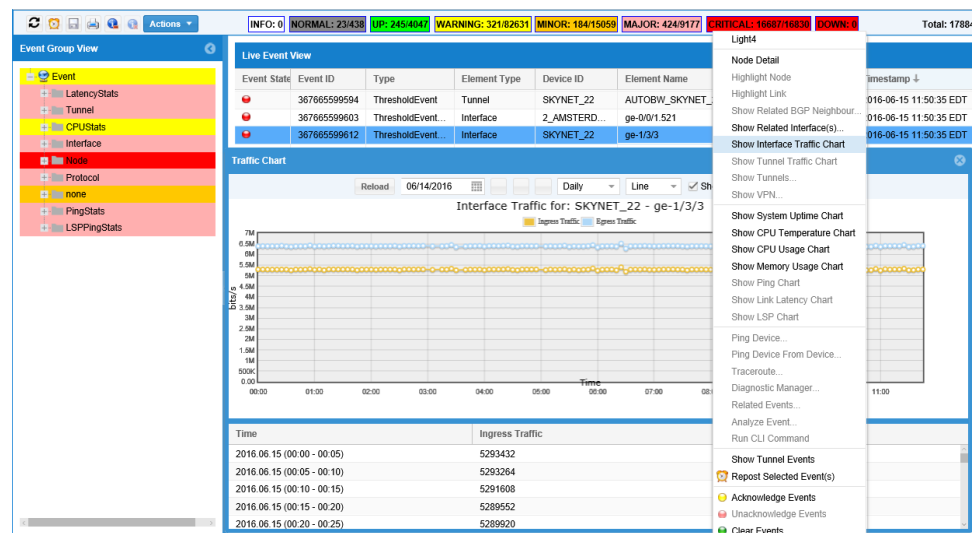 Actions
INFO: 0 NORMAL: 23/438 UP: 245/4047 WARNING: 321/82631 MINOR: 184/15059 MAJOR: 424/9177 CRITICAL: 16687/16830 DOWN: 0 Total: 17884
Event Group View
Event
LatencyStats
Tunnel
CPUStats
Interface
Node
Protocol
none
PingStats
LSPPingStats
Live Event View
Event State Event ID Type Element Type Device ID Element Name Timestamp
367665599594 ThresholdEvent Tunnel SKYNET_22 AUTOBW_SKYNET_ 016-06-15 11:50:35 EDT
367665599603 ThresholdEvent... Interface 2_AMSTERD... ge-0/0/1.521 016-06-15 11:50:35 EDT
367665599612 ThresholdEvent... Interface SKYNET_22 ge-1/3/3 016-06-15 11:50:35 EDT
Traffic Chart
Reload 06/14/2016 Daily Line Sh
Interface Traffic for: SKYNET_22 - ge-1/3/3
Ingress Traffic Egress Traffic
bits/s
7M
6.5M
6M
5.5M
5M
4.5M
4M
3.5M
3M
2.5M
2M
1.5M
1M
500K
0.00
Time
00:00 01:00 02:00 03:00 04:00 05:00 06:00 07:00 08: 11:00
Time Ingress Traffic
2016.06.15 (00:00 - 00:05) 5293432
2016.06.15 (00:05 - 00:10) 5293264
2016.06.15 (00:10 - 00:15) 5291608
2016.06.15 (00:15 - 00:20) 5289552
2016.06.15 (00:20 - 00:25) 5289920
Light4
Node Detail
Highlight Node
Highlight Link
Show Related BGP Neighbour...
Show Related Interface(s)...
Show Interface Traffic Chart
Show Tunnel Traffic Chart
Show Tunnels...
Show VPN...
Show System Uptime Chart
Show CPU Temperature Chart
Show CPU Usage Chart
Show Memory Usage Chart
Show Ping Chart
Show Link Latency Chart
Show LSP Chart
Ping Device...
Ping Device From Device...
Traceroute...
Diagnostic Manager...
Related Events...
Analyze Event...
Run CLI Command
Show Tunnel Events
Repost Selected Event(s)
Acknowledge Events
Unacknowledge Events
Clear Events